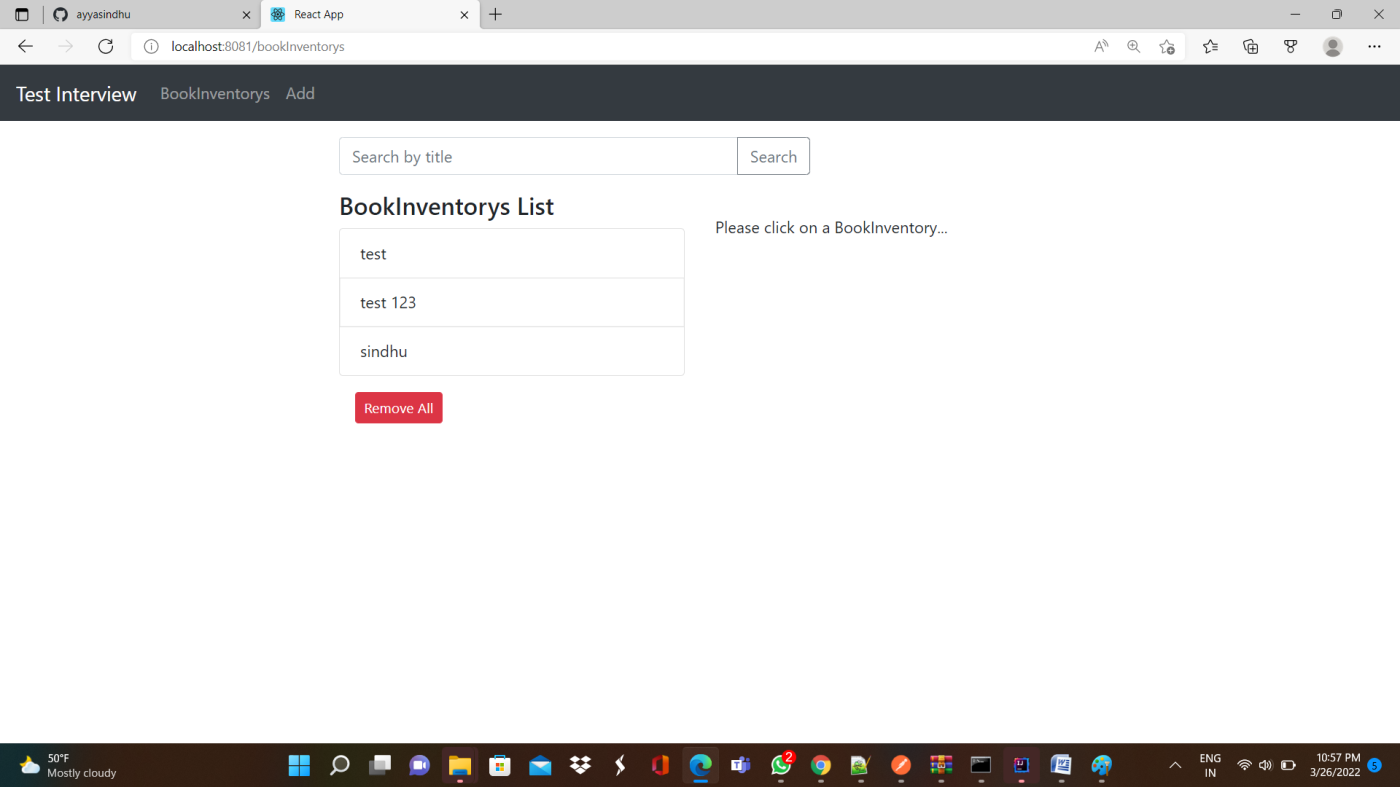 ayyasindhu
React App
localhost:8081/bookInventorys
Test Interview BookInventorys Add
Search by title Search
BookInventorys List
Please click on a BookInventory...
test
test 123
sindhu
Remove All
50°F
Mostly cloudy
2
ENG
IN
10:57 PM
3/26/2022
5